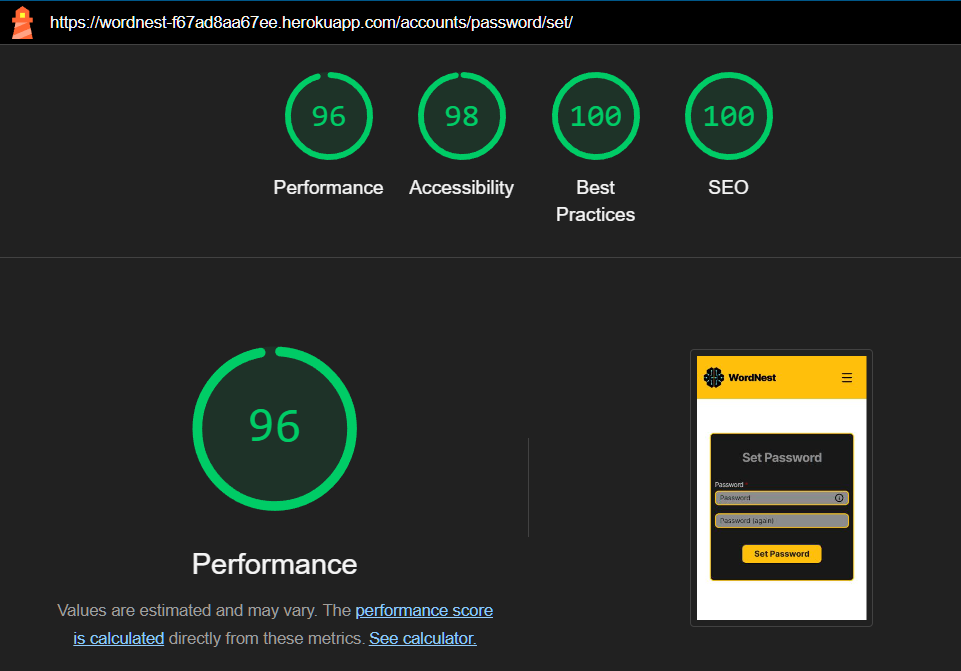 https://wordnest-f67ad8aa67ee.herokuapp.com/accounts/password/set/
96
98
100
100
Performance
Accessibility
Best
Practices
SEO
96
Performance
Values are estimated and may vary. The performance score
is calculated directly from these metrics. See calculator.
WordNest
Set Password
Password
Password
Password (again)
Set Password